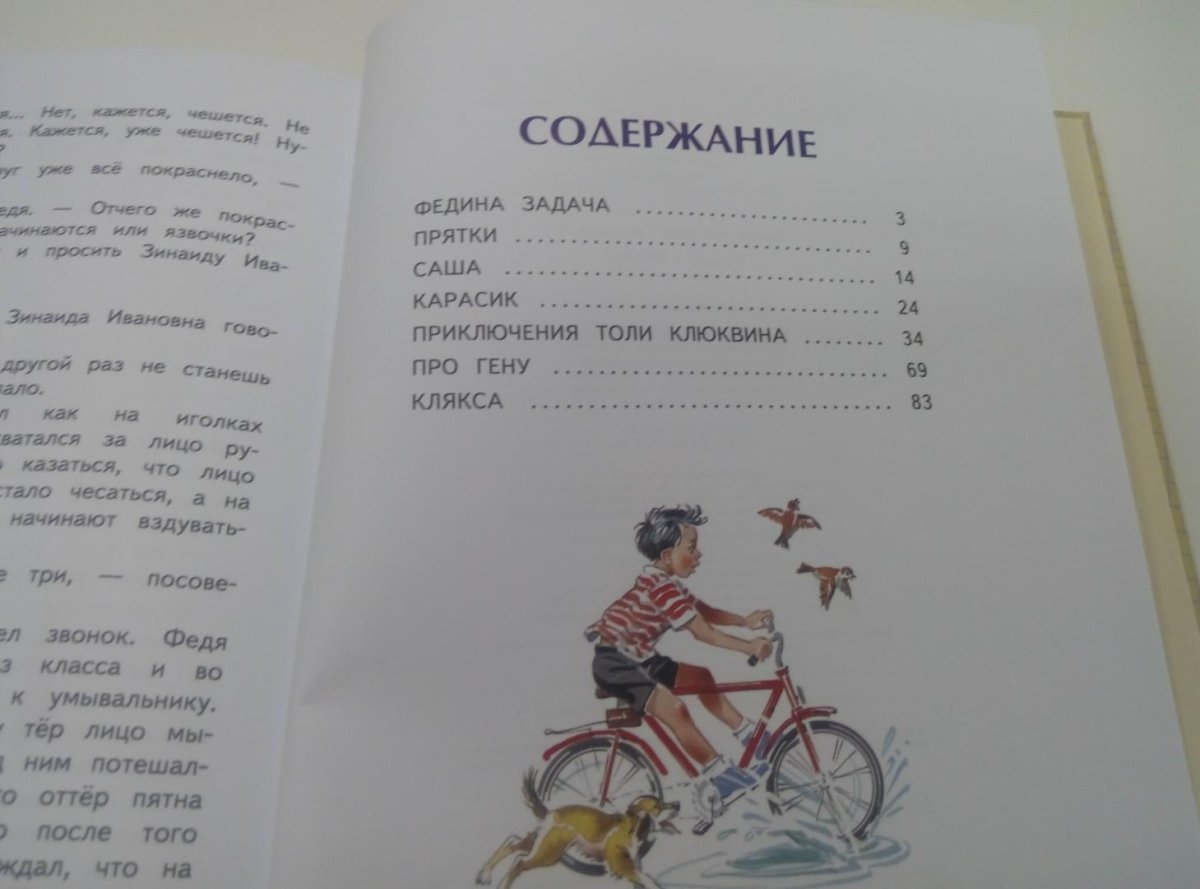 я... Нет, кажется, чешется. Не
я. Кажется, уже чешется! Ну-
?
уг уже всё покраснело, —
едя. — Отчего же покрас-
ачинаются или язвочки?
и просить Зинаиду Ива-
Зинаида Ивановна гово-
другой раз не станешь
вало.
л как на иголках
хватался за лицо ру-
о казаться, что лицо
стало чесаться, а на
начинают вздувать-
е три, — посове-
ел звонок. Федя
з класса и во
к умывальнику.
у тёр лицо мы-
д ним потешал-
го оттёр пятна
о после того
ждал, что на
СОДЕРЖАНИЕ
ФЕДИНА ЗАДАЧА ........................ 3
ПРЯТКИ .................................... 9
САША ...................................... 14
КАРАСИК ................................... 24
ПРИКЛЮЧЕНИЯ ТОЛИ КЛЮКВИНА ........ 34
ПРО ГЕНУ .................................. 69
КЛЯКСА .................................... 83